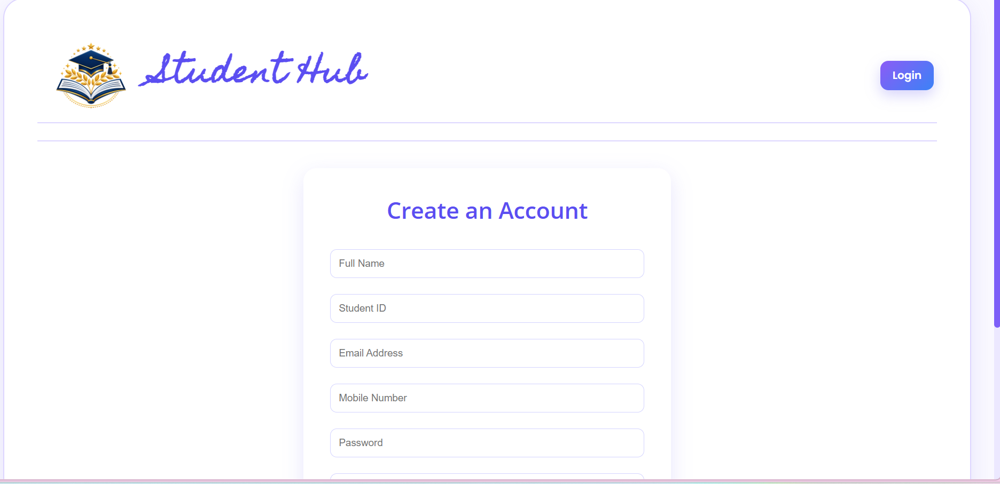 Student Hub
Login
Create an Account
Full Name
Student ID
Email Address
Mobile Number
Password